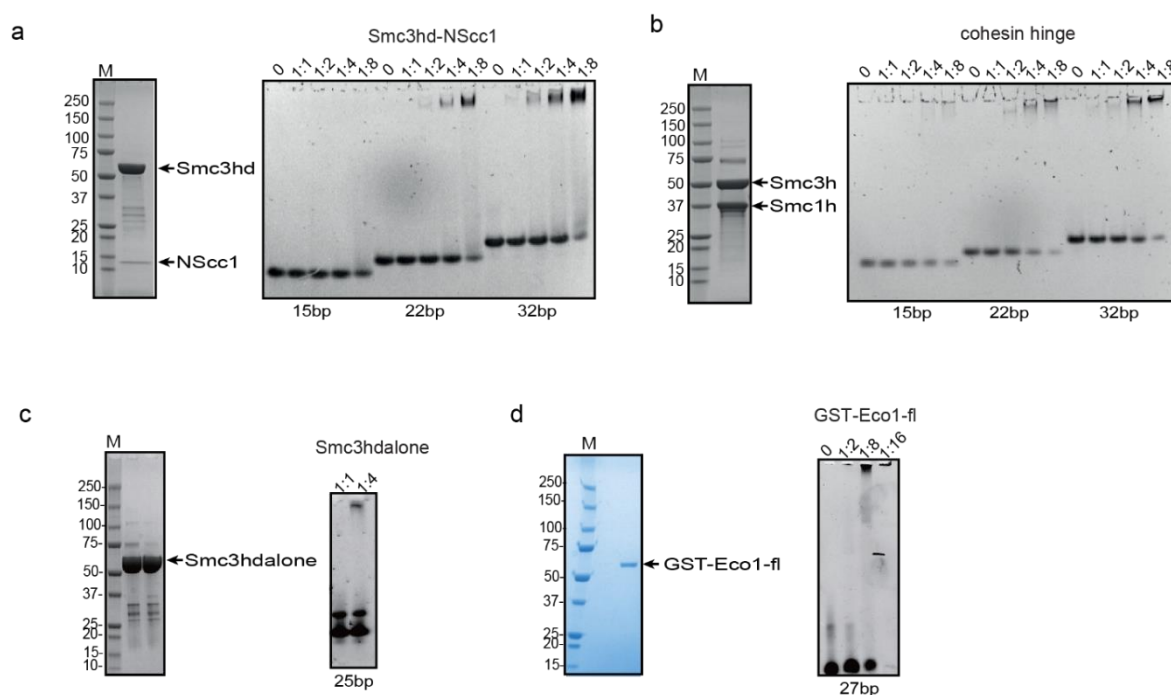 a
Smc3hd-NScc1
M
0 1:1 1:2 1:4 1:8 0 1:1 1:2 1:4 1:8 0 1:1 1:2 1:4 1:8
250
150
100
75
50
37
25
20
15
10
Smc3hd
NScc1
15bp 22bp 32bp
b
cohesin hinge
M
0 1:1 1:2 1:4 1:8 0 1:1 1:2 1:4 1:8 0 1:1 1:2 1:4 1:8
250
150
100
75
50
37
25
20
15
10
Smc3h
Smc1h
15bp 22bp 32bp
c
M
Smc3hdalone
1:1 1:4
250-
150-
100-
75-
50-
37-
25-
20-
15-
10-
Smc3hdalone
25bp
d
GST-Eco1-fl
M
0 1:2 1:8 1:16
250-
150-
100-
75-
50-
37-
25-
20-
15-
GST-Eco1-fl
27bp